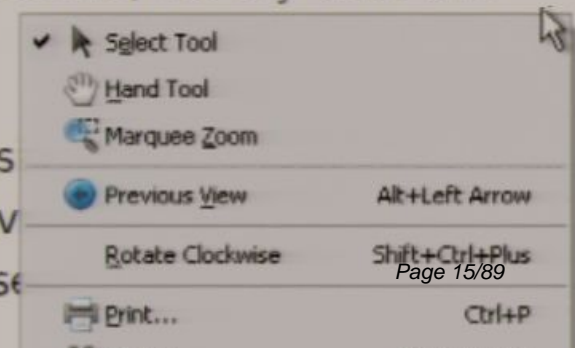 Select Tool
Hand Tool
Marquee Zoom
s
Previous View Alt+Left Arrow
v
Rotate Clockwise Shift+Ctrl+Plus
Page 15/89
se
Print... Ctrl+P